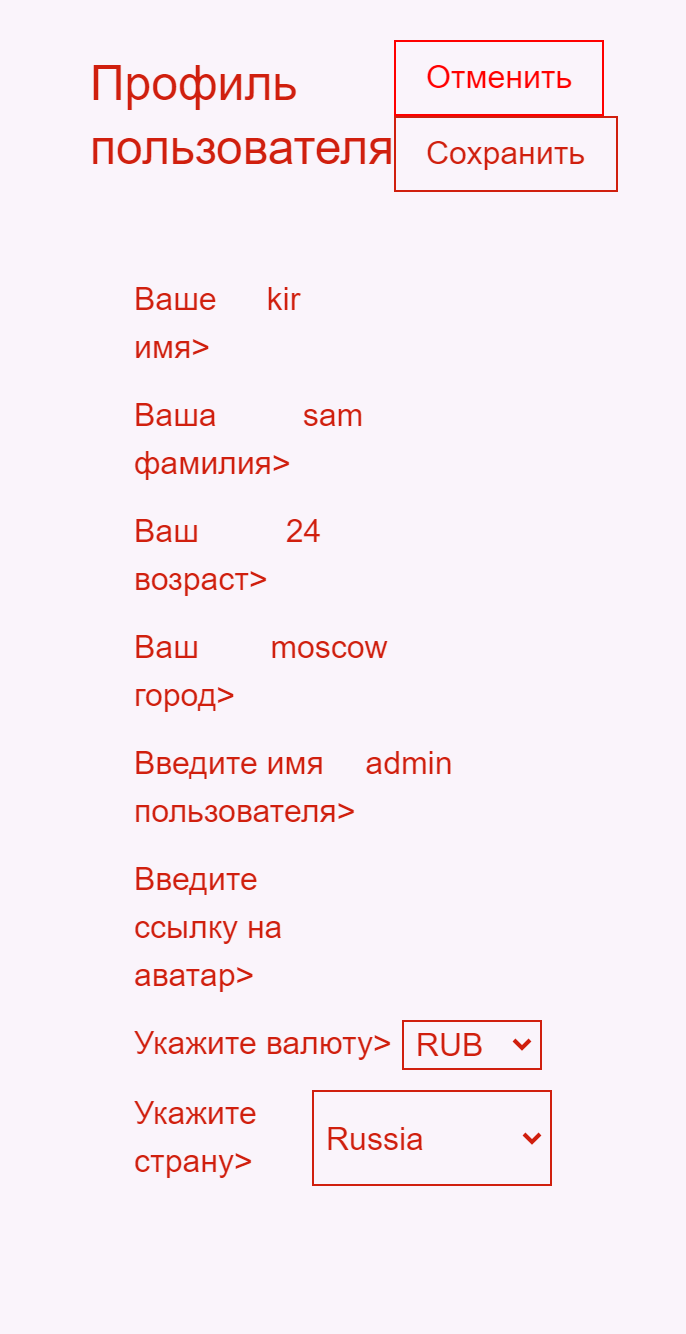 Профиль
пользователя
Отменить
Сохранить
Ваше
имя>
kir
Ваша
фамилия>
sam
Ваш
возраст>
24
Ваш
город>
moscow
Введите имя
пользователя>
admin
Введите
ссылку на
аватар>
Укажите валюту>
RUB
Укажите
страну>
Russia